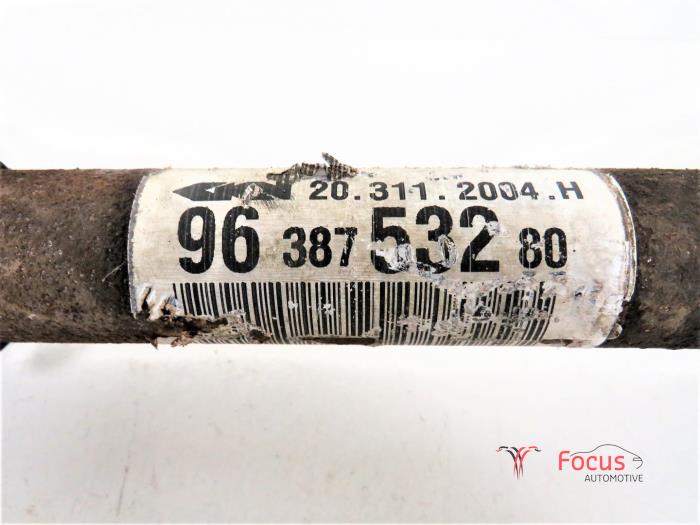 20.311.2004.H
96 387 532 80
Focus
AUTOMOTIVE